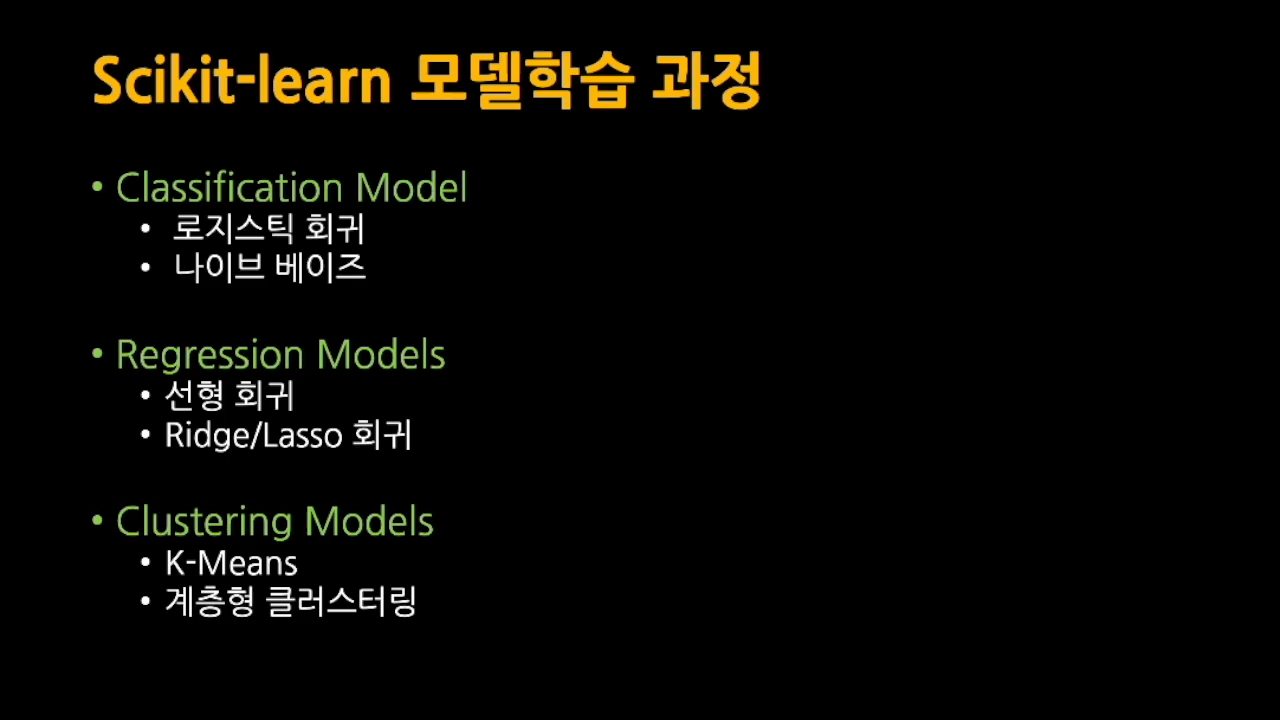 Scikit-learn 모델학습 과정
• Classification Model
• 로지스틱 회귀
• 나이브 베이즈
• Regression Models
• 선형 회귀
• Ridge/Lasso 회귀
• Clustering Models
• K-Means
• 계층형 클러스터링